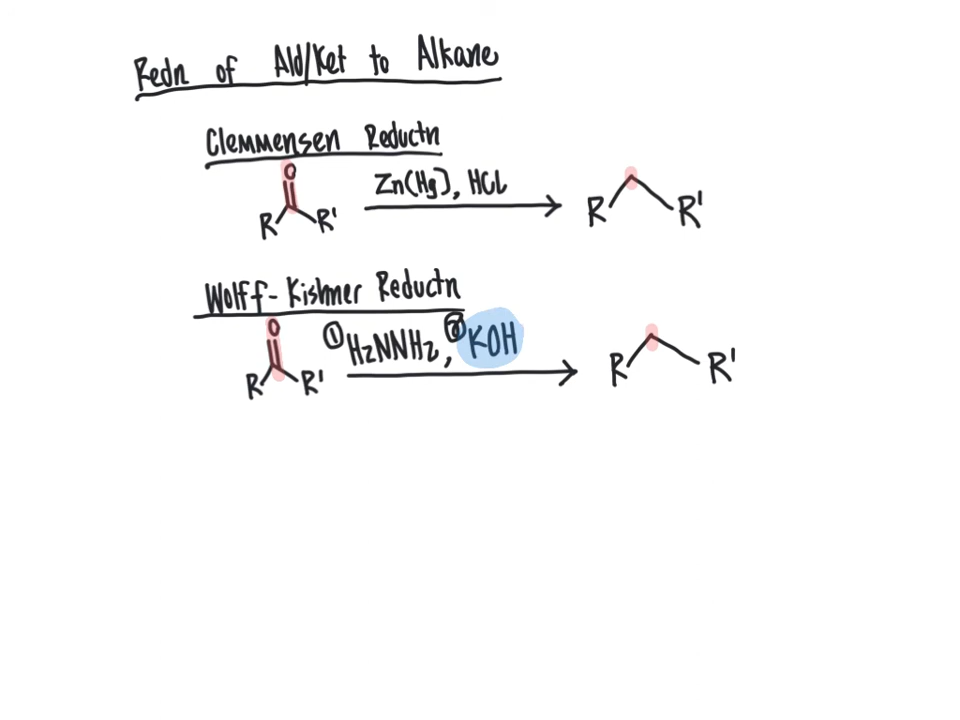 Redn of Ald/Ket to Alkane
Clemmensen Reductn
O
Zn(Hg), HCl
R R' R R'
Wolff-Kishner Reductn
O
① H2NNH2, ② KOH
R R' R R'